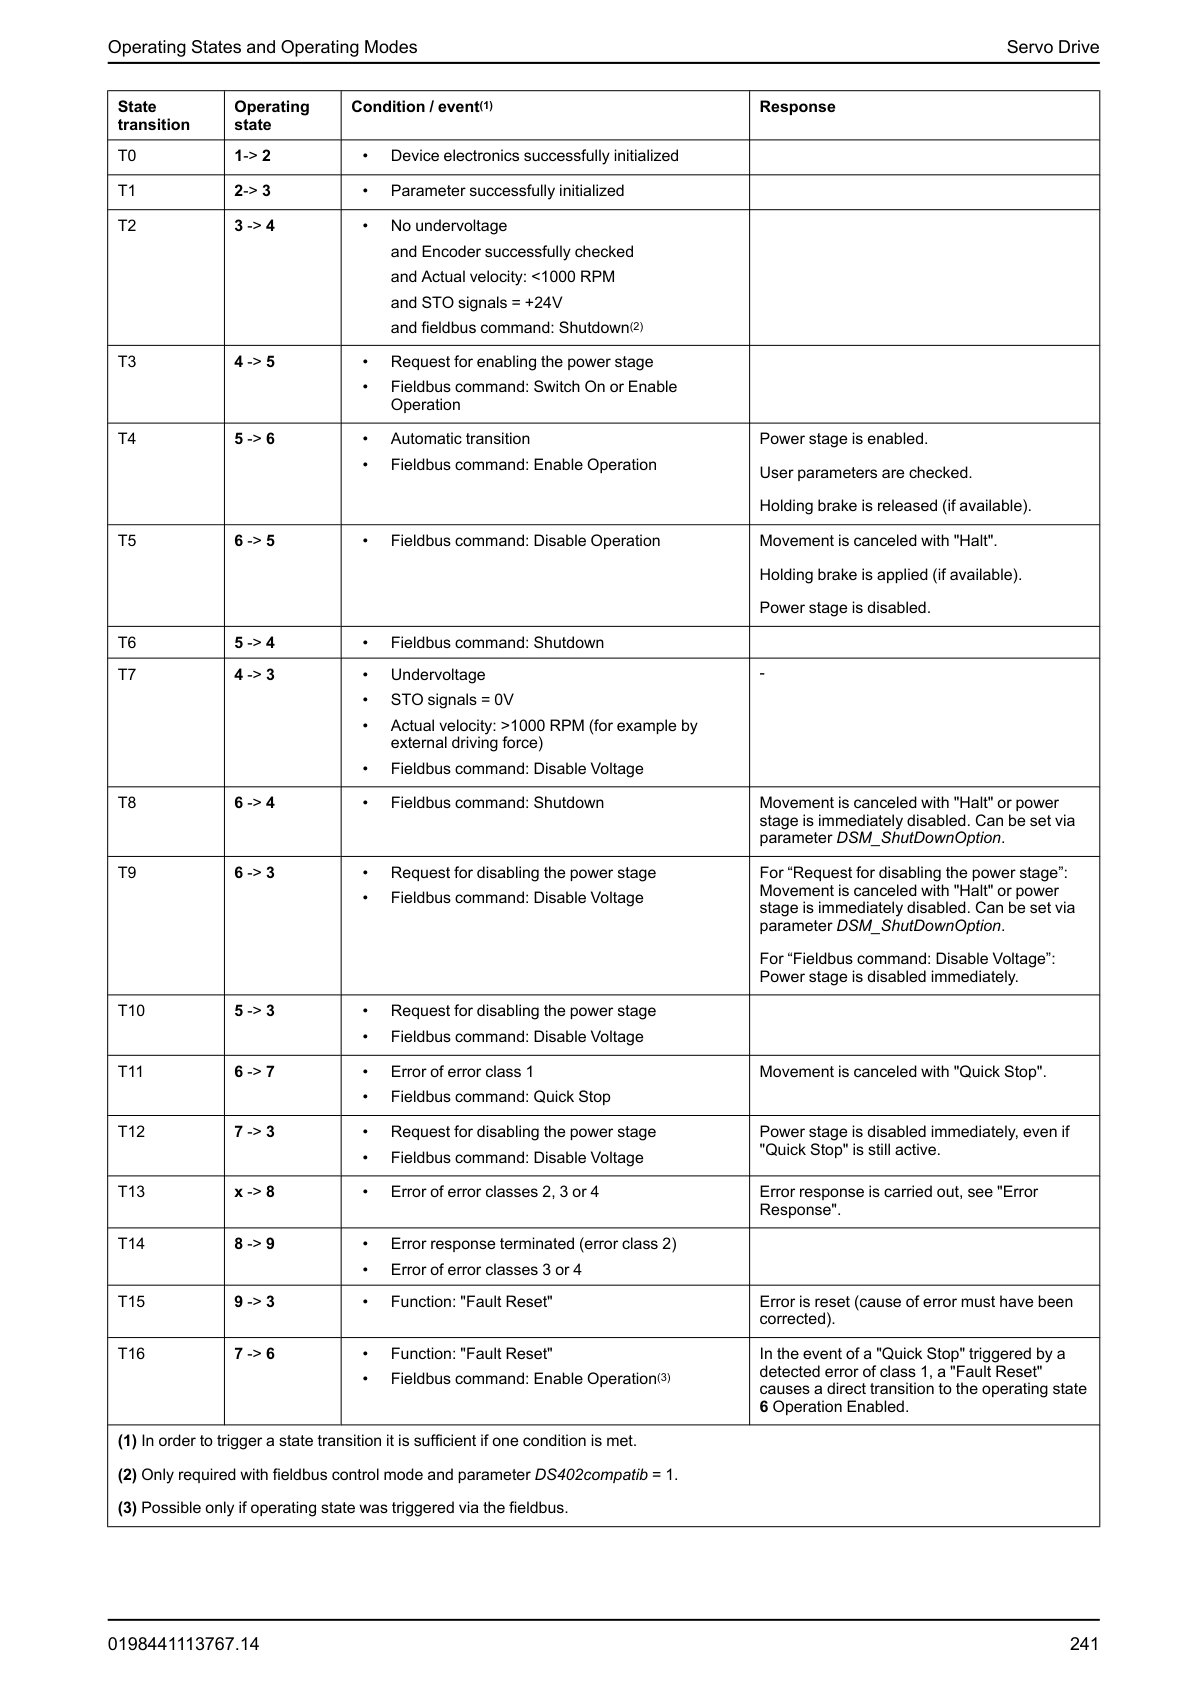 Operating States and Operating Modes
Servo Drive
State transition
Operating state
Condition / event(1)
Response
T0
1-> 2
• Device electronics successfully initialized
T1
2-> 3
• Parameter successfully initialized
T2
3 -> 4
• No undervoltage
and Encoder successfully checked
and Actual velocity: <1000 RPM
and STO signals = +24V
and fieldbus command: Shutdown(2)
T3
4 -> 5
• Request for enabling the power stage
• Fieldbus command: Switch On or Enable
Operation
T4
5 -> 6
• Automatic transition
• Fieldbus command: Enable Operation
Power stage is enabled.
User parameters are checked.
Holding brake is released (if available).
T5
6 -> 5
• Fieldbus command: Disable Operation
Movement is canceled with "Halt".
Holding brake is applied (if available).
Power stage is disabled.
T6
5 -> 4
• Fieldbus command: Shutdown
T7
4 -> 3
• Undervoltage
• STO signals = 0V
• Actual velocity: >1000 RPM (for example by
external driving force)
• Fieldbus command: Disable Voltage
-
T8
6 -> 4
• Fieldbus command: Shutdown
Movement is canceled with "Halt" or power
stage is immediately disabled. Can be set via
parameter DSM_ShutDownOption.
T9
6 -> 3
• Request for disabling the power stage
• Fieldbus command: Disable Voltage
For “Request for disabling the power stage”:
Movement is canceled with "Halt" or power
stage is immediately disabled. Can be set via
parameter DSM_ShutDownOption.
For “Fieldbus command: Disable Voltage”:
Power stage is disabled immediately.
T10
5 -> 3
• Request for disabling the power stage
• Fieldbus command: Disable Voltage
T11
6 -> 7
• Error of error class 1
• Fieldbus command: Quick Stop
Movement is canceled with "Quick Stop".
T12
7 -> 3
• Request for disabling the power stage
• Fieldbus command: Disable Voltage
Power stage is disabled immediately, even if
"Quick Stop" is still active.
T13
x -> 8
• Error of error classes 2, 3 or 4
Error response is carried out, see "Error
Response".
T14
8 -> 9
• Error response terminated (error class 2)
• Error of error classes 3 or 4
T15
9 -> 3
• Function: "Fault Reset"
Error is reset (cause of error must have been
corrected).
T16
7 -> 6
• Function: "Fault Reset"
• Fieldbus command: Enable Operation(3)
In the event of a "Quick Stop" triggered by a
detected error of class 1, a "Fault Reset"
causes a direct transition to the operating state
6 Operation Enabled.
(1) In order to trigger a state transition it is sufficient if one condition is met.
(2) Only required with fieldbus control mode and parameter DS402compatib = 1.
(3) Possible only if operating state was triggered via the fieldbus.
0198441113767.14
241